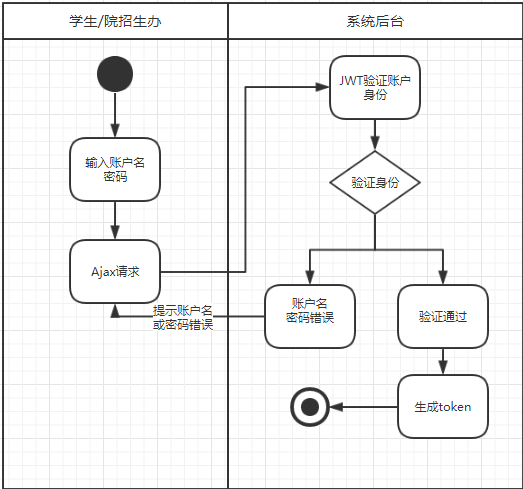 学生/院招生办
系统后台
JWT验证账户
身份
输入账户名
密码
验证身份
Ajax请求
提示账户名
或密码错误
账户名
密码错误
验证通过
生成token